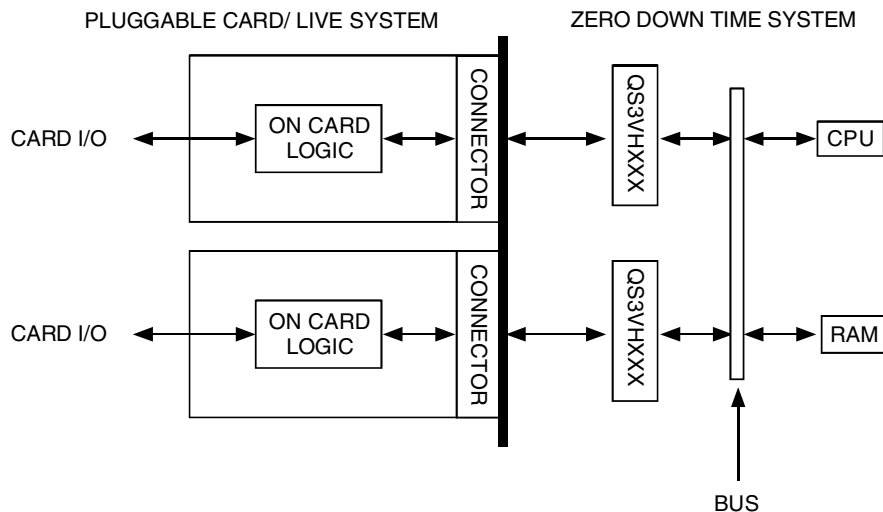 PLUGGABLE CARD/ LIVE SYSTEM
ZERO DOWN TIME SYSTEM
CARD I/O
ON CARD
LOGIC
CONNECTOR
QS3VHXXX
CPU
CARD I/O
ON CARD
LOGIC
CONNECTOR
QS3VHXXX
RAM
BUS